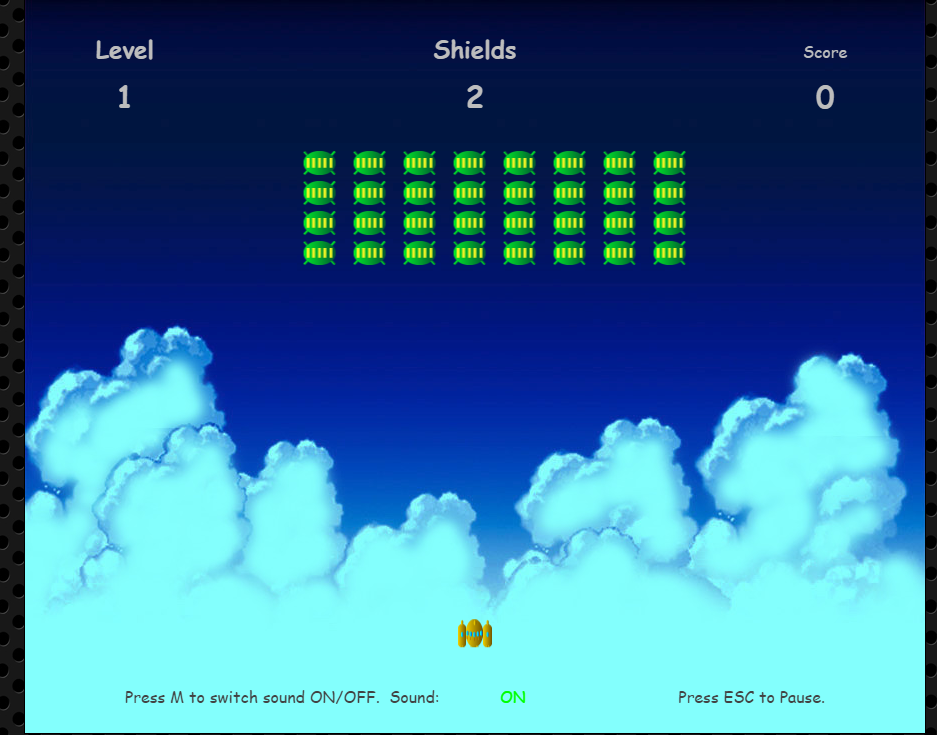 Level Shields Score
1 2 0
Press M to switch sound ON/OFF. Sound: ON Press ESC to Pause.